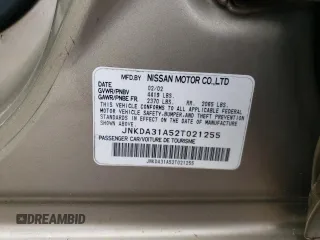 MFD.BY NISSAN MOTOR CO.,LTD
DATE 02/02
GVWR/PNBV 4419 LBS.
GAWR/PNBE FR. 2370 LBS. RR. 2085 LBS.
THIS VEHICLE CONFORMS TO ALL APPLICABLE FEDERAL
MOTOR VEHICLE SAFETY,BUMPER,AND THEFT PREVENTION
STANDARDS IN EFFECT ON THE DATE OF
MANUFACTURE SHOWN ABOVE.
JNKDA31A52T021255
PASSENGER CAR/VOITURE DE TOURISME
JNKDA31A52T021255
DREAMBID